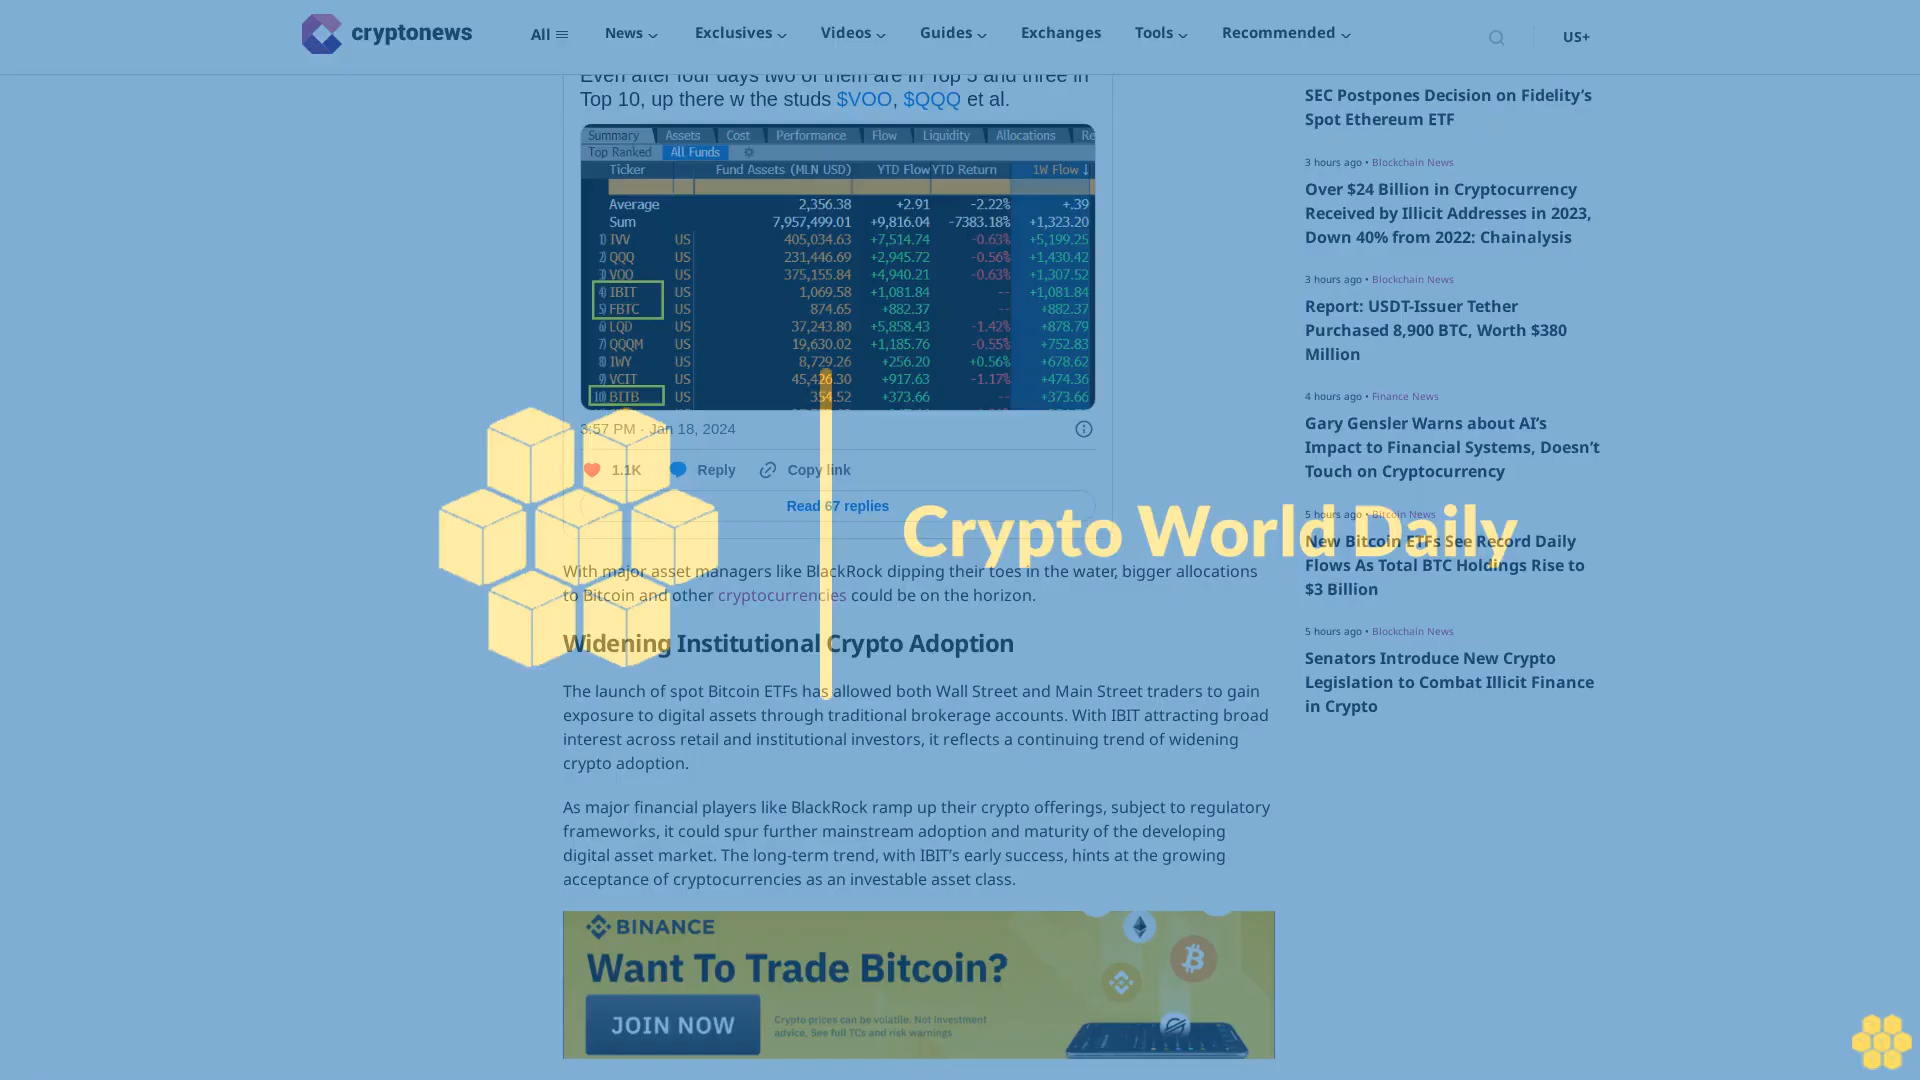 cryptonews
All
News
Exclusives
Videos
Guides
Exchanges
Tools
Recommended
US+
Even after four days two of them are in Top 5 and three in
Top 10, up there w the studs $VOO, $QQQ et al.
Summary Assets Cost Performance Flow Liquidity Allocations Re
Top Ranked All Funds
Ticker Fund Assets (MLN USD) YTD Flow YTD Return 1W Flow ↓
Average 2,356.38 +2.91 -2.22% +.39
Sum 7,957,499.01 +9,816.04 -7383.18% +1,323.20
1) IVV US 405,034.63 +7,514.74 -0.63% +5,199.25
2) QQQ US 231,446.69 +2,945.72 -0.56% +1,430.42
3) VOO US 375,155.84 +4,940.21 -0.63% +1,307.52
4) IBIT US 1,069.58 +1,081.84 -- +1,081.84
5) FBTC US 874.65 +882.37 -- +882.37
6) LQD US 37,243.80 +5,858.43 -1.42% +878.79
7) QQQM US 19,630.02 +1,185.76 -0.55% +752.83
8) IWY US 8,729.26 +256.20 +0.56% +678.62
9) VCIT US 45,426.30 +917.63 -1.17% +474.36
10) BITB US 354.52 +373.66 -- +373.66
3:57 PM · Jan 18, 2024
1.1K Reply Copy link
Read 67 replies
Crypto World Daily
With major asset managers like BlackRock dipping their toes in the water, bigger allocations
to Bitcoin and other cryptocurrencies could be on the horizon.
Widening Institutional Crypto Adoption
The launch of spot Bitcoin ETFs has allowed both Wall Street and Main Street traders to gain
exposure to digital assets through traditional brokerage accounts. With IBIT attracting broad
interest across retail and institutional investors, it reflects a continuing trend of widening
crypto adoption.
As major financial players like BlackRock ramp up their crypto offerings, subject to regulatory
frameworks, it could spur further mainstream adoption and maturity of the developing
digital asset market. The long-term trend, with IBIT’s early success, hints at the growing
acceptance of cryptocurrencies as an investable asset class.
BINANCE
Want To Trade Bitcoin?
JOIN NOW
Crypto prices can be volatile. Not investment
advice. See full TCs and risk warnings
SEC Postpones Decision on Fidelity’s
Spot Ethereum ETF
3 hours ago • Blockchain News
Over $24 Billion in Cryptocurrency
Received by Illicit Addresses in 2023,
Down 40% from 2022: Chainalysis
3 hours ago • Blockchain News
Report: USDT-Issuer Tether
Purchased 8,900 BTC, Worth $380
Million
4 hours ago • Finance News
Gary Gensler Warns about AI’s
Impact to Financial Systems, Doesn’t
Touch on Cryptocurrency
5 hours ago • Bitcoin News
New Bitcoin ETFs See Record Daily
Flows As Total BTC Holdings Rise to
$3 Billion
5 hours ago • Blockchain News
Senators Introduce New Crypto
Legislation to Combat Illicit Finance
in Crypto